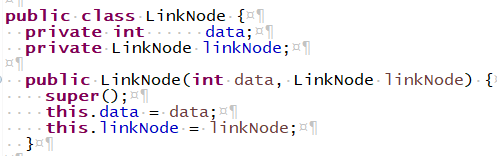 public class LinkNode {
  private int      data;
  private LinkNode linkNode;

  public LinkNode(int data, LinkNode linkNode) {
    super();
    this.data = data;
    this.linkNode = linkNode;
  }